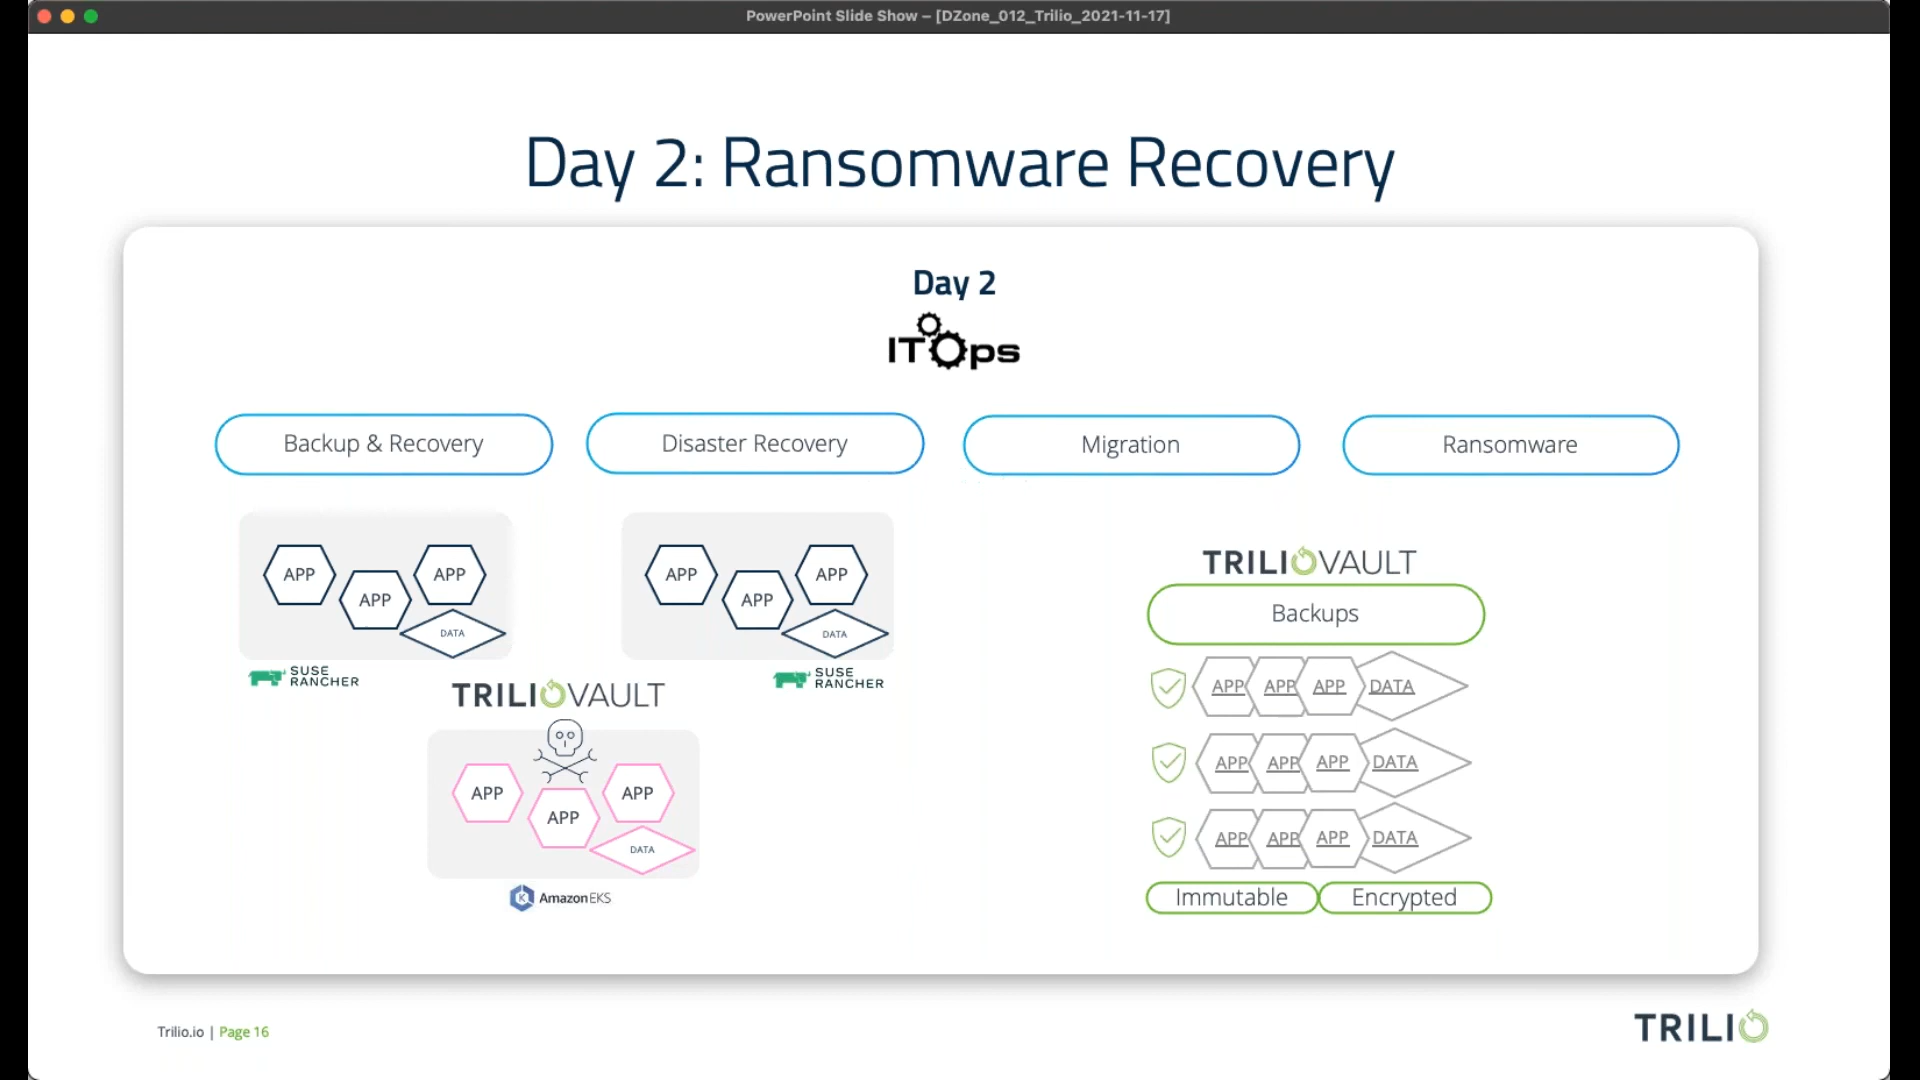 PowerPoint Slide Show – [DZone_012_Trilio_2021-11-17]
Day 2: Ransomware Recovery
Day 2
ITOps
Backup & Recovery
Disaster Recovery
Migration
Ransomware
APP
APP
APP
DATA
SUSE
RANCHER
APP
APP
APP
DATA
SUSE
RANCHER
TRILIOVAULT
APP
APP
APP
DATA
Amazon EKS
TRILIOVAULT
Backups
APP APP APP DATA
APP APP APP DATA
APP APP APP DATA
Immutable
Encrypted
Trilio.io | Page 16
TRILIO